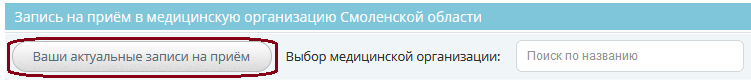 Запись на приём в медицинскую организацию Смоленской области
Ваши актуальные записи на приём Выбор медицинской организации: Поиск по названию